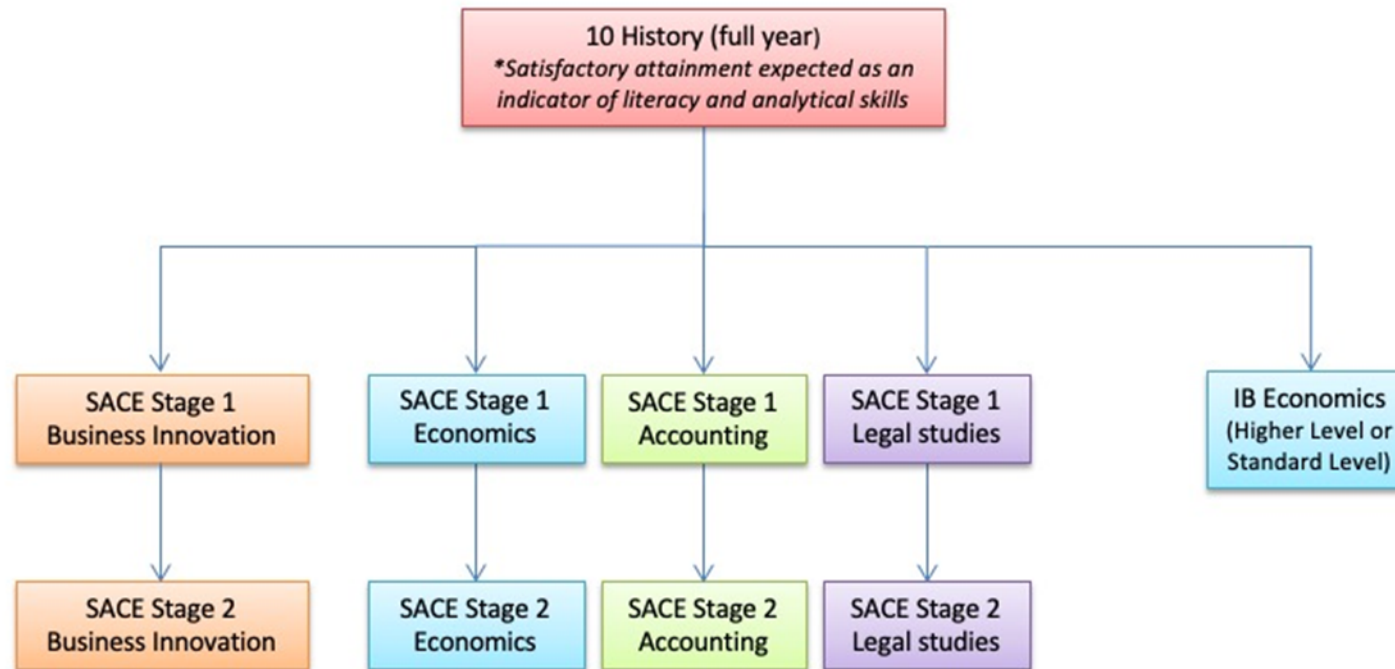 10 History (full year)
*Satisfactory attainment expected as an
indicator of literacy and analytical skills
SACE Stage 1
Business Innovation
SACE Stage 1
Economics
SACE Stage 1
Accounting
SACE Stage 1
Legal studies
IB Economics
(Higher Level or
Standard Level)
SACE Stage 2
Business Innovation
SACE Stage 2
Economics
SACE Stage 2
Accounting
SACE Stage 2
Legal studies